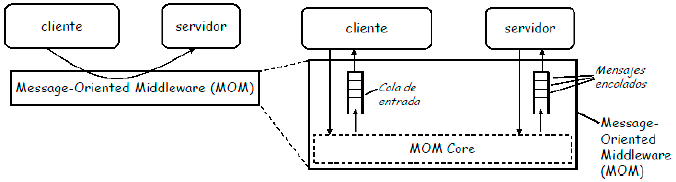 cliente
servidor
Message-Oriented Middleware (MOM)
cliente
servidor
Cola de
entrada
Mensajes
encolados
MOM Core
Message-
Oriented
Middleware
(MOM)